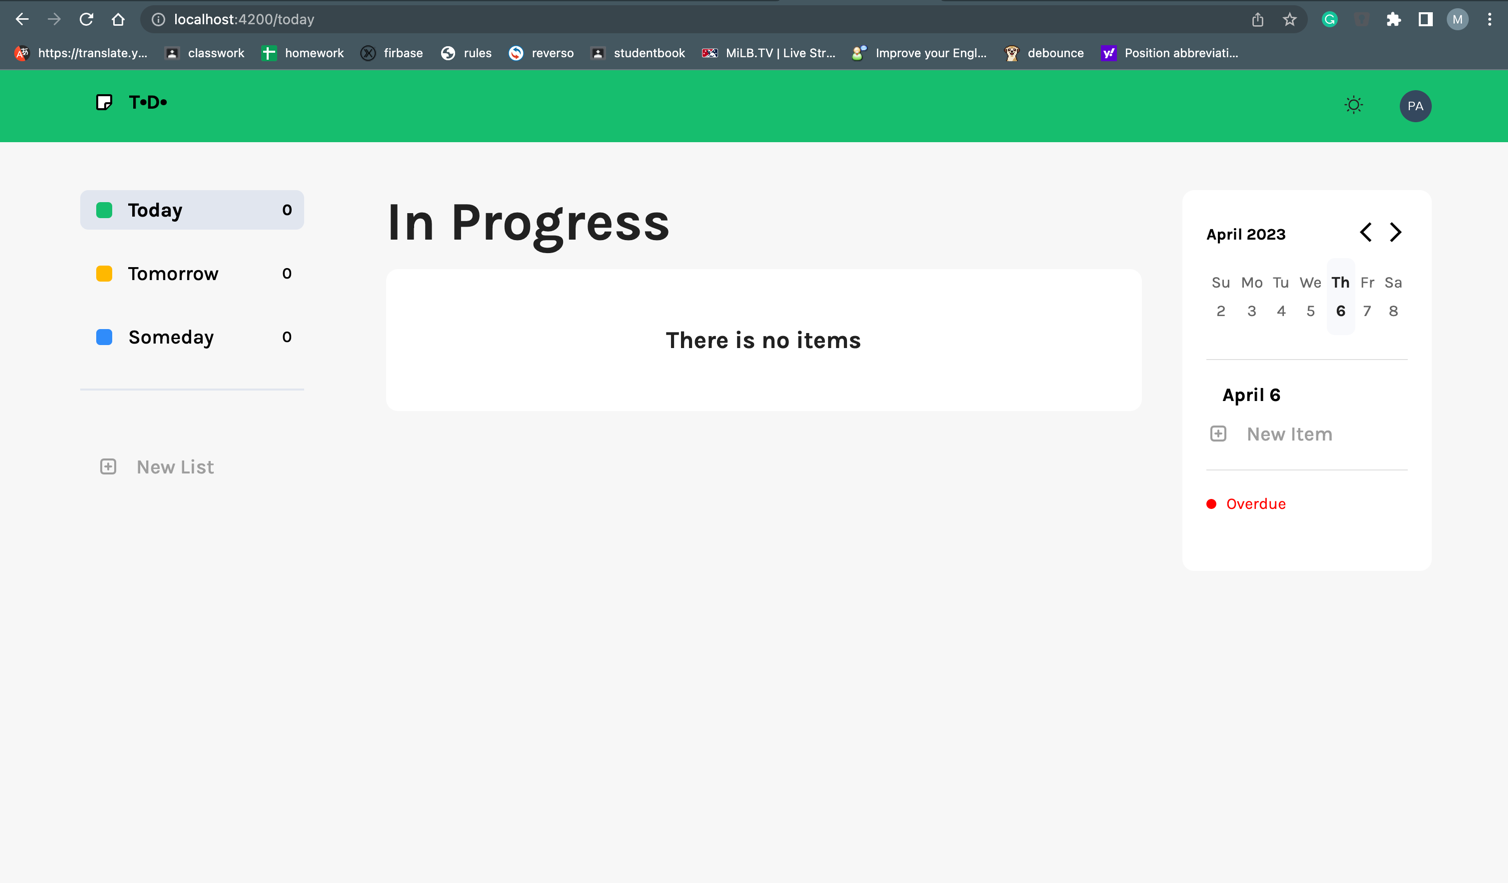 localhost:4200/today
M
https://translate.y... classwork homework firbase rules reverso studentbook MiLB.TV | Live Str... Improve your Engl... debounce Position abbreviati...
T•D•
PA
Today 0
Tomorrow 0
Someday 0
New List
In Progress
There is no items
April 2023
Su Mo Tu We Th Fr Sa
2 3 4 5 6 7 8
April 6
New Item
Overdue